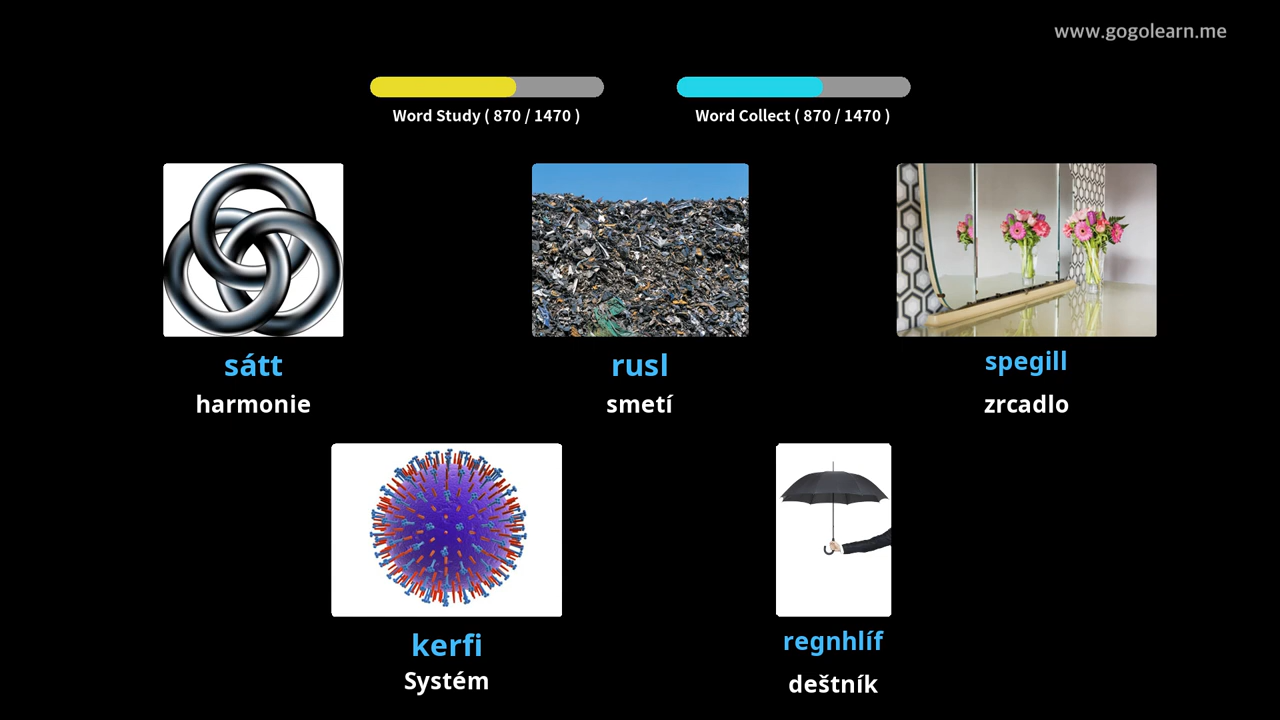 www.gogolearn.me
Word Study ( 870 / 1470 )
Word Collect ( 870 / 1470 )
sátt
harmonie
rusl
smetí
spegill
zrcadlo
kerfi
Systém
regnhlíf
deštník